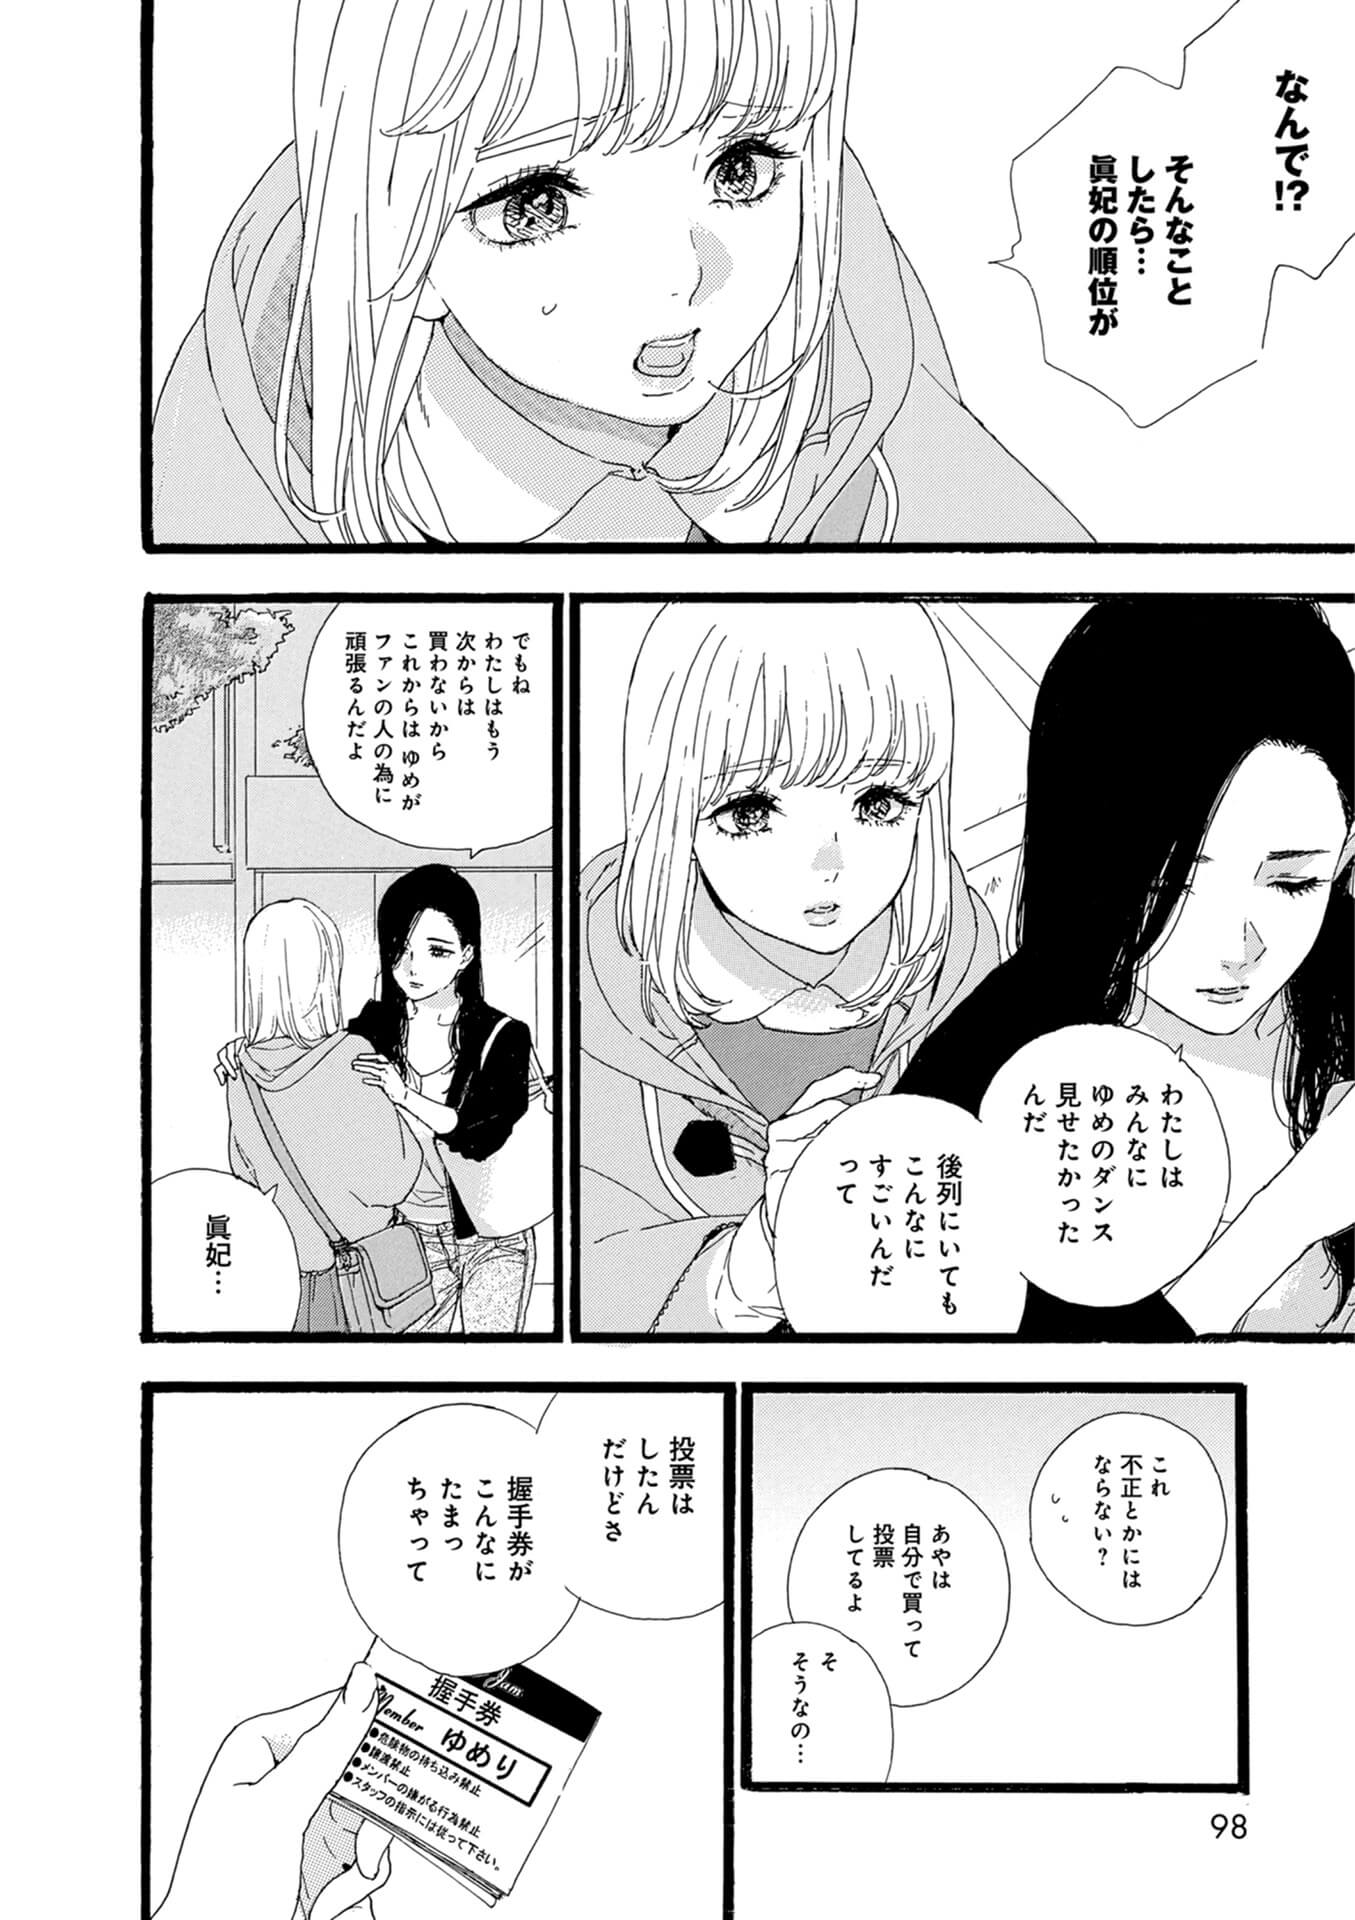 なんで!?
そんなこと
したら…
眞妃の順位が
わたしは
みんなに
ゆめのダンス
見せたかった
んだ
後列にいても
こんなに
すごいんだ
って
でもね
わたしはもう
買わないから
次からは
これからは ゆめが
ファンの人の為に
頑張るんだよ
眞妃…
これ
不正とかには
ならない?
あやは
自分で買って
投票
してるよ
そ
そうなの…
投票は
したん
だけどさ
握手券が
こんなに
たまっ
ちゃって
Jam
握手券
Member ゆめり
●危険物の持ち込み禁止
●譲渡禁止
●メンバーの嫌がる行為禁止
●スタッフの指示には従って下さい。
98